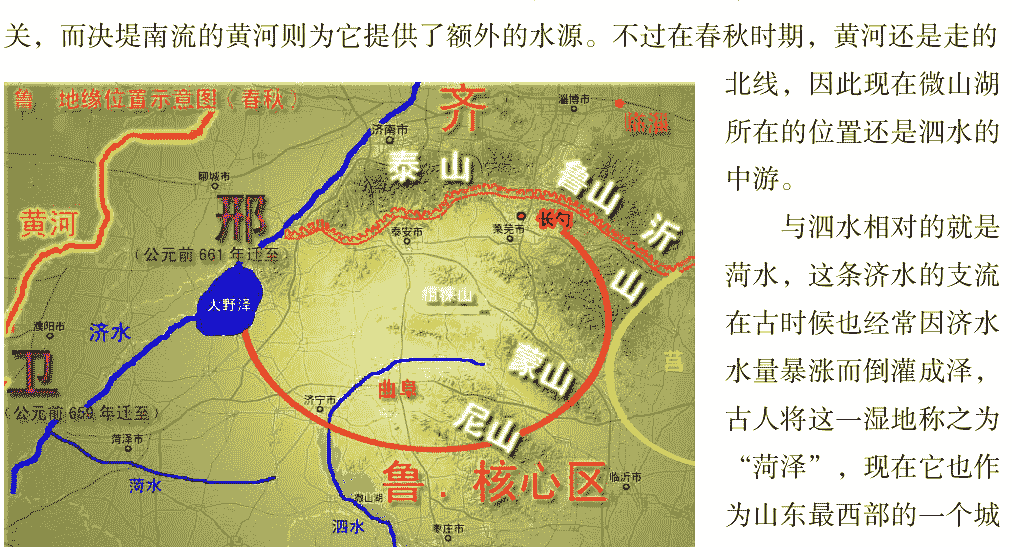 关，而决堤南流的黄河则为它提供了额外的水源。不过在春秋时期，黄河还是走的
北线，因此现在微山湖
所在的位置还是泗水的
中游。
与泗水相对的就是
菏水，这条济水的支流
在古时候也经常因济水
水量暴涨而倒灌成泽，
古人将这一湿地称之为
“菏泽”，现在它也作
为山东最西部的一个城
鲁 地缘位置示意图（春秋）
齐
淄博市
临淄
济南市
泰山
鲁山
沂
山
聊城市
邢
（公元前 661 年迁至）
黄河
泰安市
莱芜市
长勺
大野泽
徂徕山
濮阳市
济水
卫
（公元前 659 年迁至）
蒙山
莒
曲阜
济宁市
尼山
菏泽市
菏水
鲁．核心区
临沂市
微山湖
泗水
枣庄市